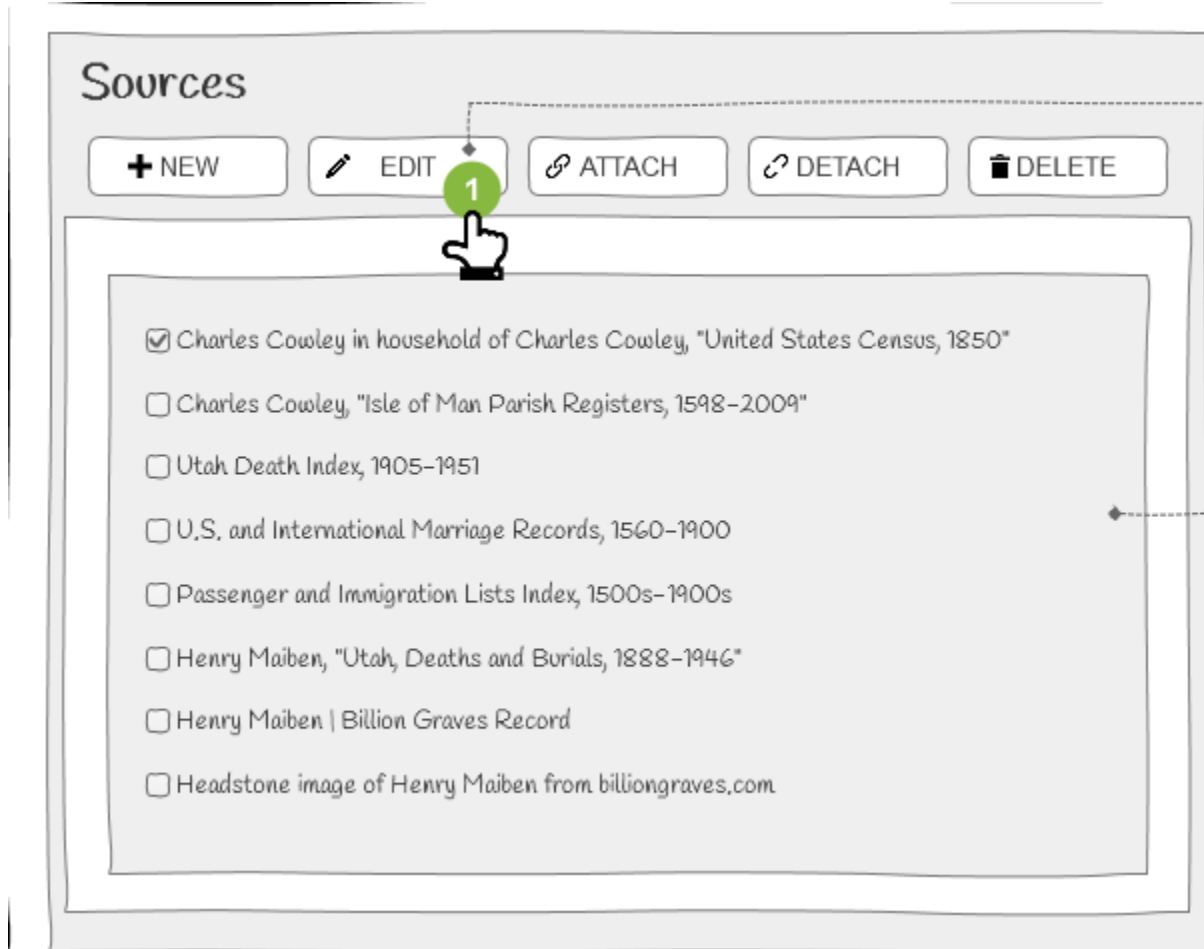 Sources
NEW EDIT ATTACH DETACH DELETE
1
Charles Cowley in household of Charles Cowley, "United States Census, 1850"
Charles Cowley, "Isle of Man Parish Registers, 1598-2009"
Utah Death Index, 1905-1951
U.S. and International Marriage Records, 1560-1900
Passenger and Immigration Lists Index, 1500s-1900s
Henry Maiben, "Utah, Deaths and Burials, 1888-1946"
Henry Maiben | Billion Graves Record
Headstone image of Henry Maiben from billiongraves.com